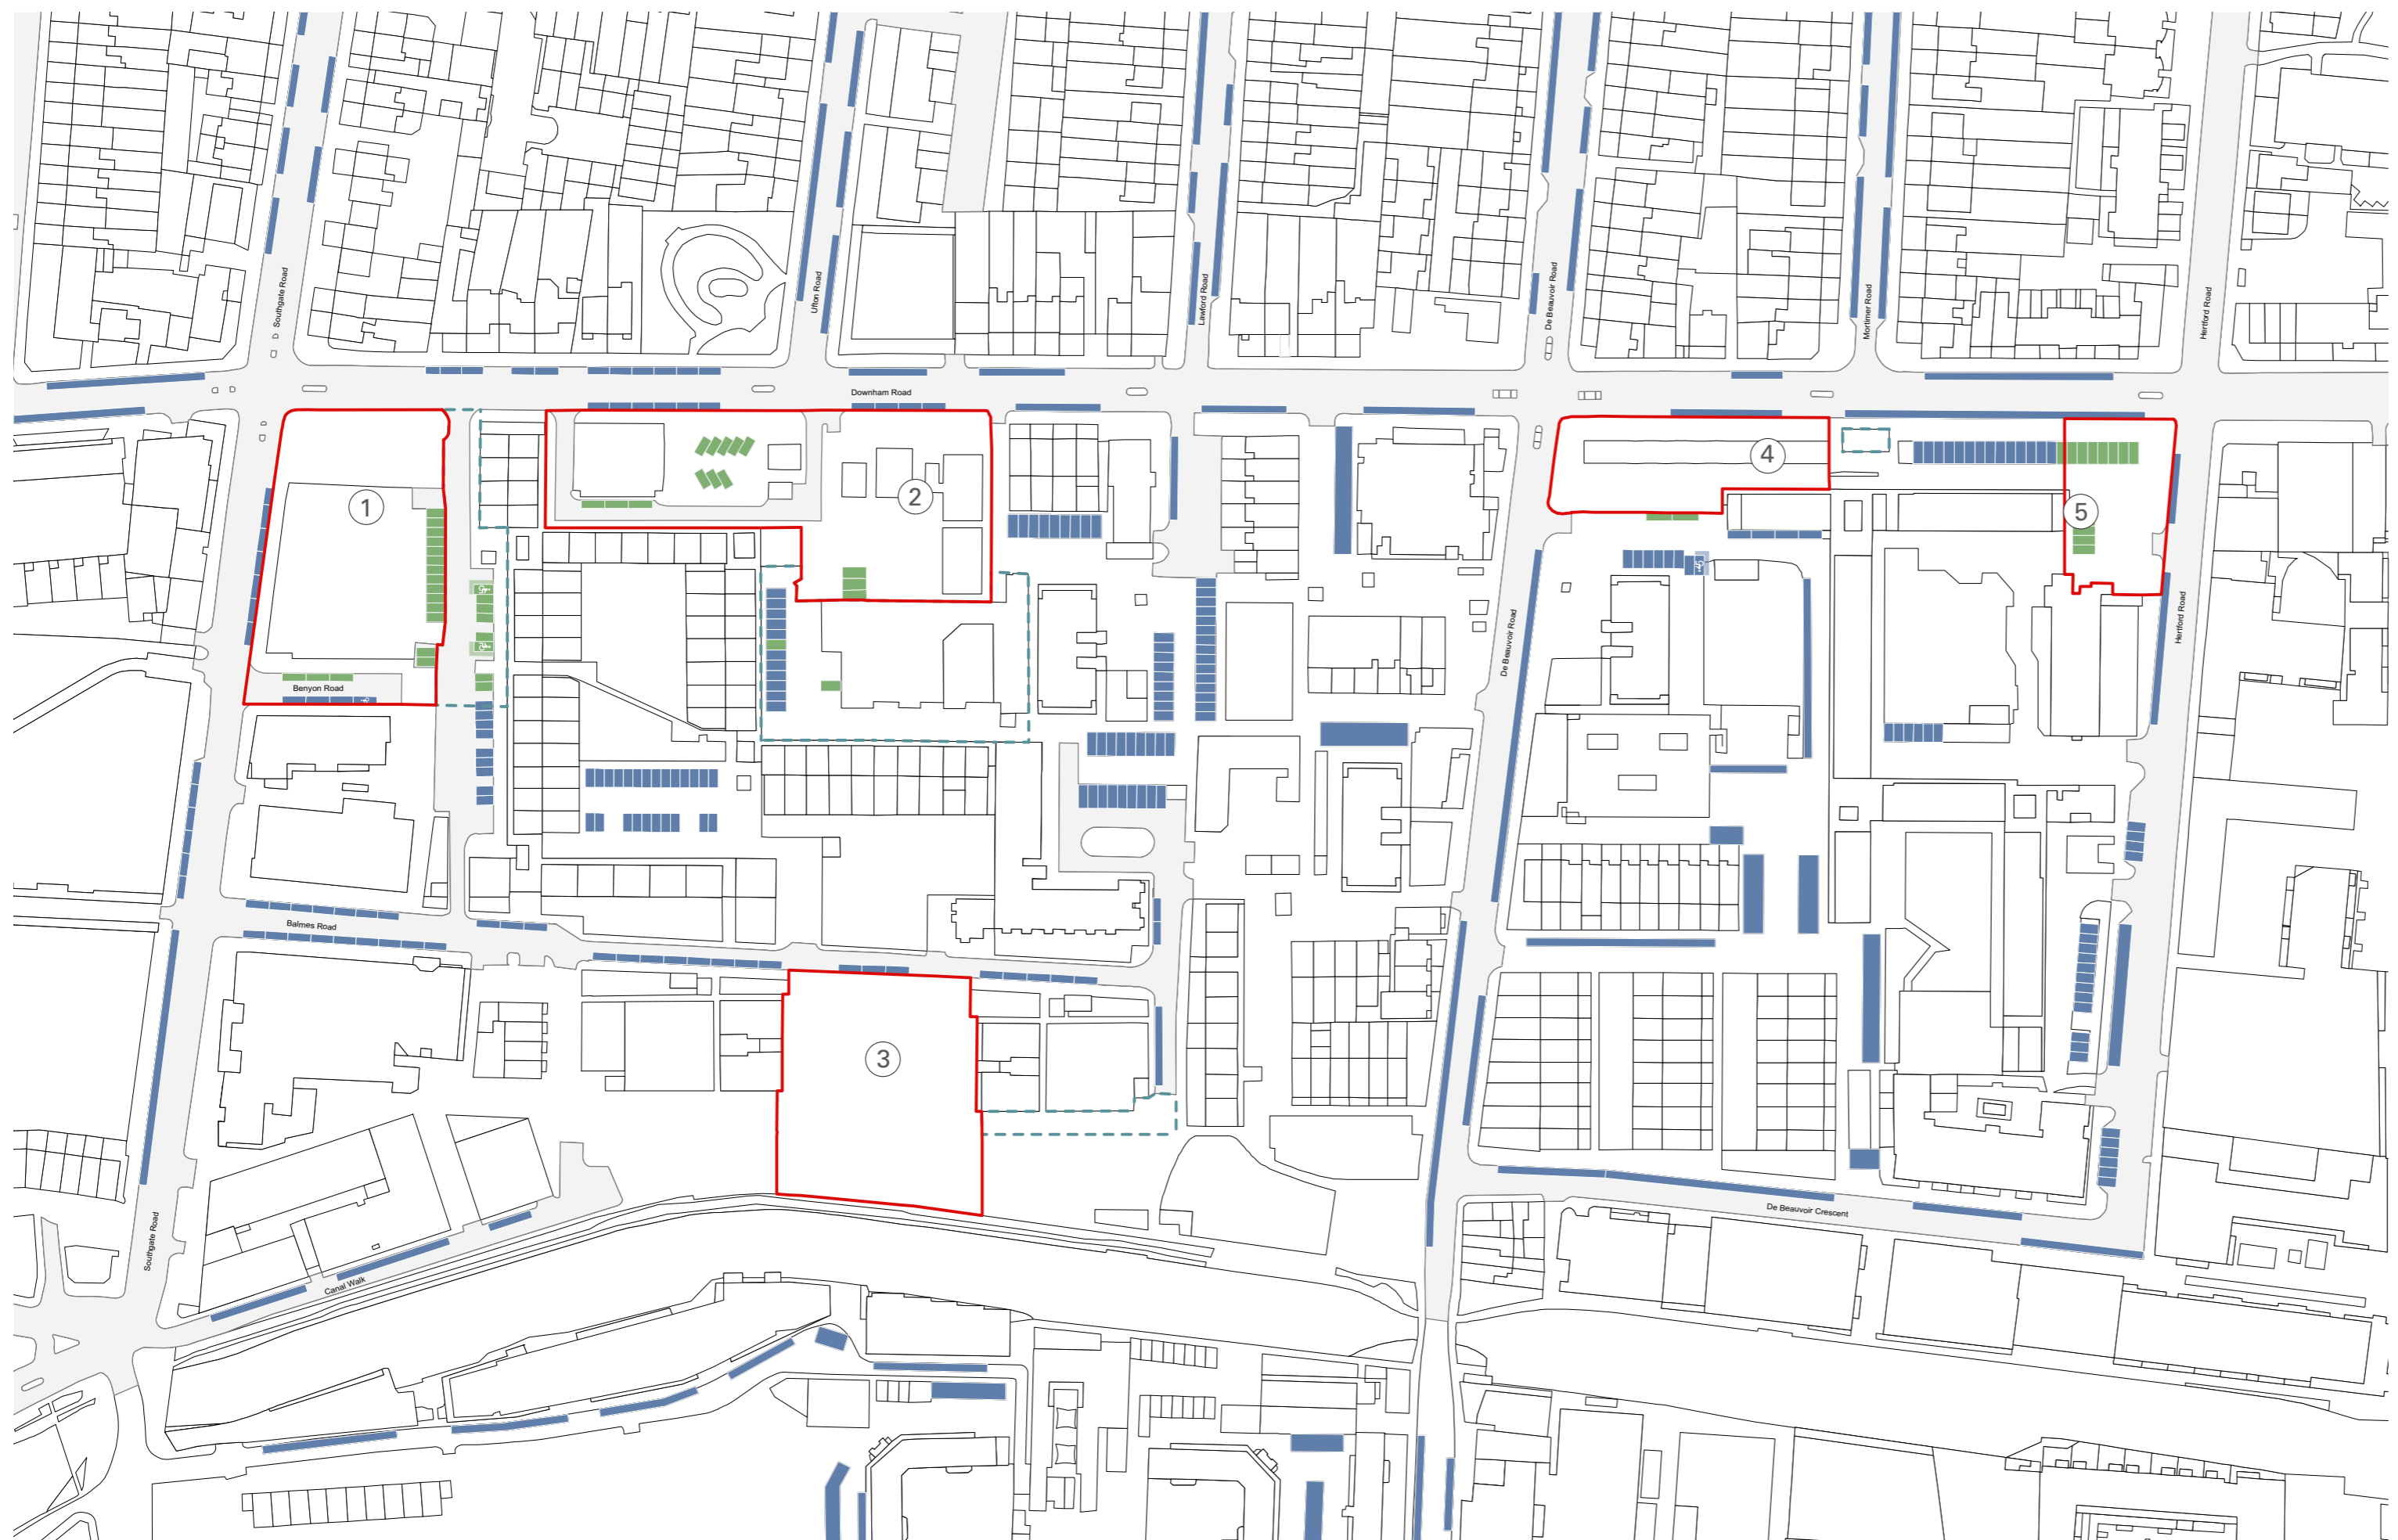 Southgate Road
Ufton Road
Lawford Road
De Beauvoir Road
Mortimer Road
Hertford Road
Downham Road
1
2
4
5
De Beauvoir Road
Hertford Road
Benyon Road
Balmes Road
3
Southgate Road
Canal Walk
De Beauvoir Crescent